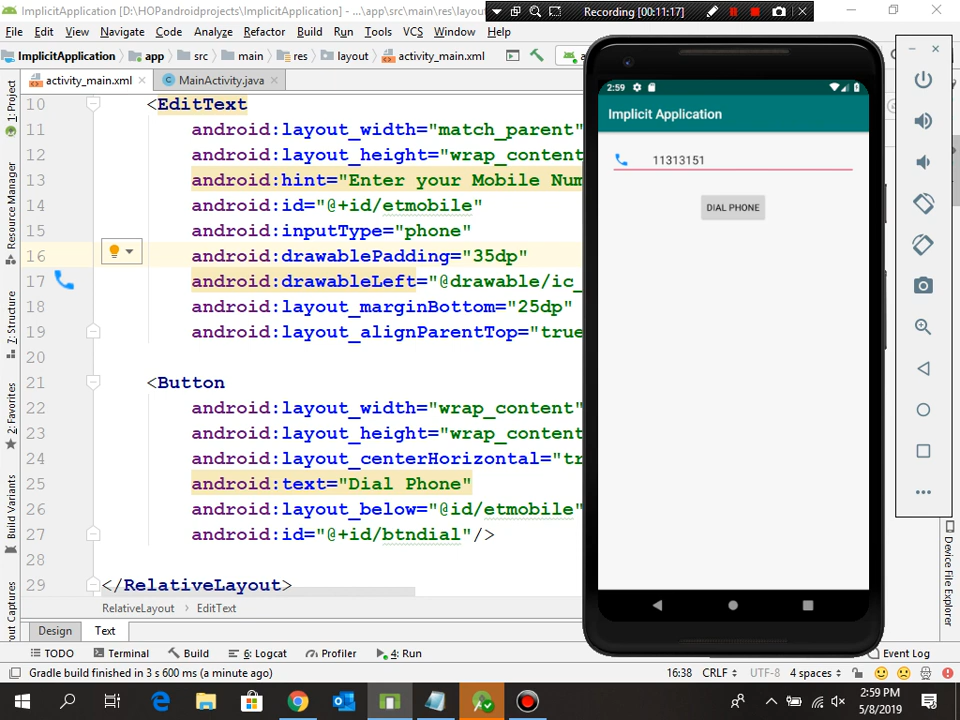 ImplicitApplication [D:\HOPandroidprojects\ImplicitApplication] - ...\app\src\main\res\layou
Recording [00:11:17]
File Edit View Navigate Code Analyze Refactor Build Run Tools VCS Window Help
ImplicitApplication app src main res layout activity_main.xml
activity_main.xml MainActivity.java
1: Project
Resource Manager
7: Structure
2: Favorites
Build Variants
out Captures
10 <EditText
11 android:layout_width="match_parent"
12 android:layout_height="wrap_content
13 android:hint="Enter your Mobile Num
14 android:id="@+id/etmobile"
15 android:inputType="phone"
16 android:drawablePadding="35dp"
17 android:drawableLeft="@drawable/ic_
18 android:layout_marginBottom="25dp"
19 android:layout_alignParentTop="true
20
21 <Button
22 android:layout_width="wrap_content"
23 android:layout_height="wrap_content
24 android:layout_centerHorizontal="tr
25 android:text="Dial Phone"
26 android:layout_below="@id/etmobile"
27 android:id="@+id/btndial"/>
28
29 </RelativeLayout>
RelativeLayout › EditText
Design Text
2:59
Implicit Application
11313151
DIAL PHONE
Device File Explorer
TODO Terminal Build 6: Logcat Profiler 4: Run Event Log
Gradle build finished in 3 s 600 ms (a minute ago) 16:38 CRLF UTF-8 4 spaces
2:59 PM
5/8/2019